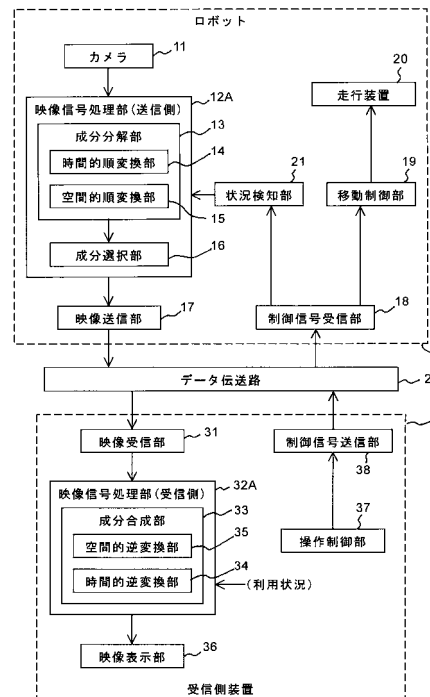 ロボット
カメラ
11
12A
映像信号処理部(送信側)
成分分解部
13
時間的順変換部
14
空間的順変換部
15
成分選択部
16
映像送信部
17
20
走行装置
21
状況検知部
19
移動制御部
18
制御信号受信部
データ伝送路
2
映像受信部
31
制御信号送信部
38
32A
映像信号処理部(受信側)
成分合成部
33
空間的逆変換部
35
時間的逆変換部
34
(利用状況)
37
操作制御部
映像表示部
36
受信側装置